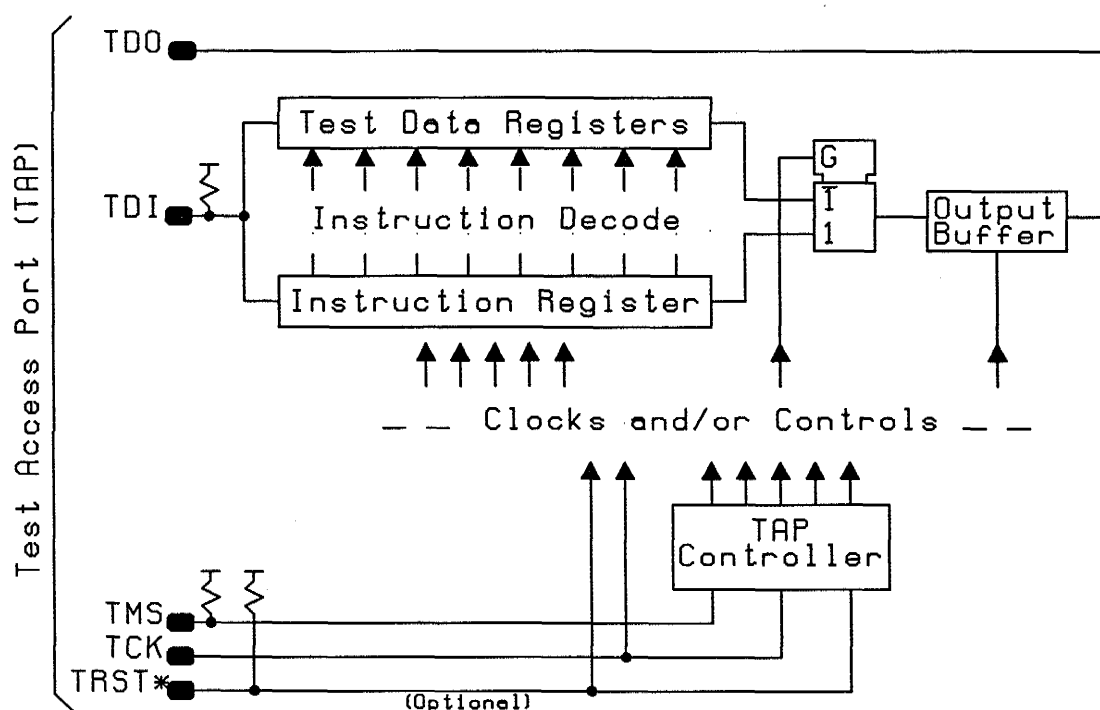 Test Access Port (TAP)
TDO
Test Data Registers
G
TDI
Instruction Decode
1
1
Output
Buffer
Instruction Register
_ _ Clocks and/or Controls _ _
TAP
Controller
TMS
TCK
TRST*
(Optional)